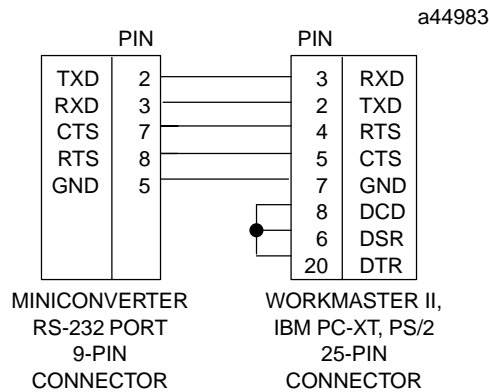 a44983
PIN PIN
TXD 2 3 RXD
RXD 3 2 TXD
CTS 7 4 RTS
RTS 8 5 CTS
GND 5 7 GND
8 DCD
6 DSR
20 DTR
MINICONVERTER
RS-232 PORT
9-PIN
CONNECTOR
WORKMASTER II,
IBM PC-XT, PS/2
25-PIN
CONNECTOR